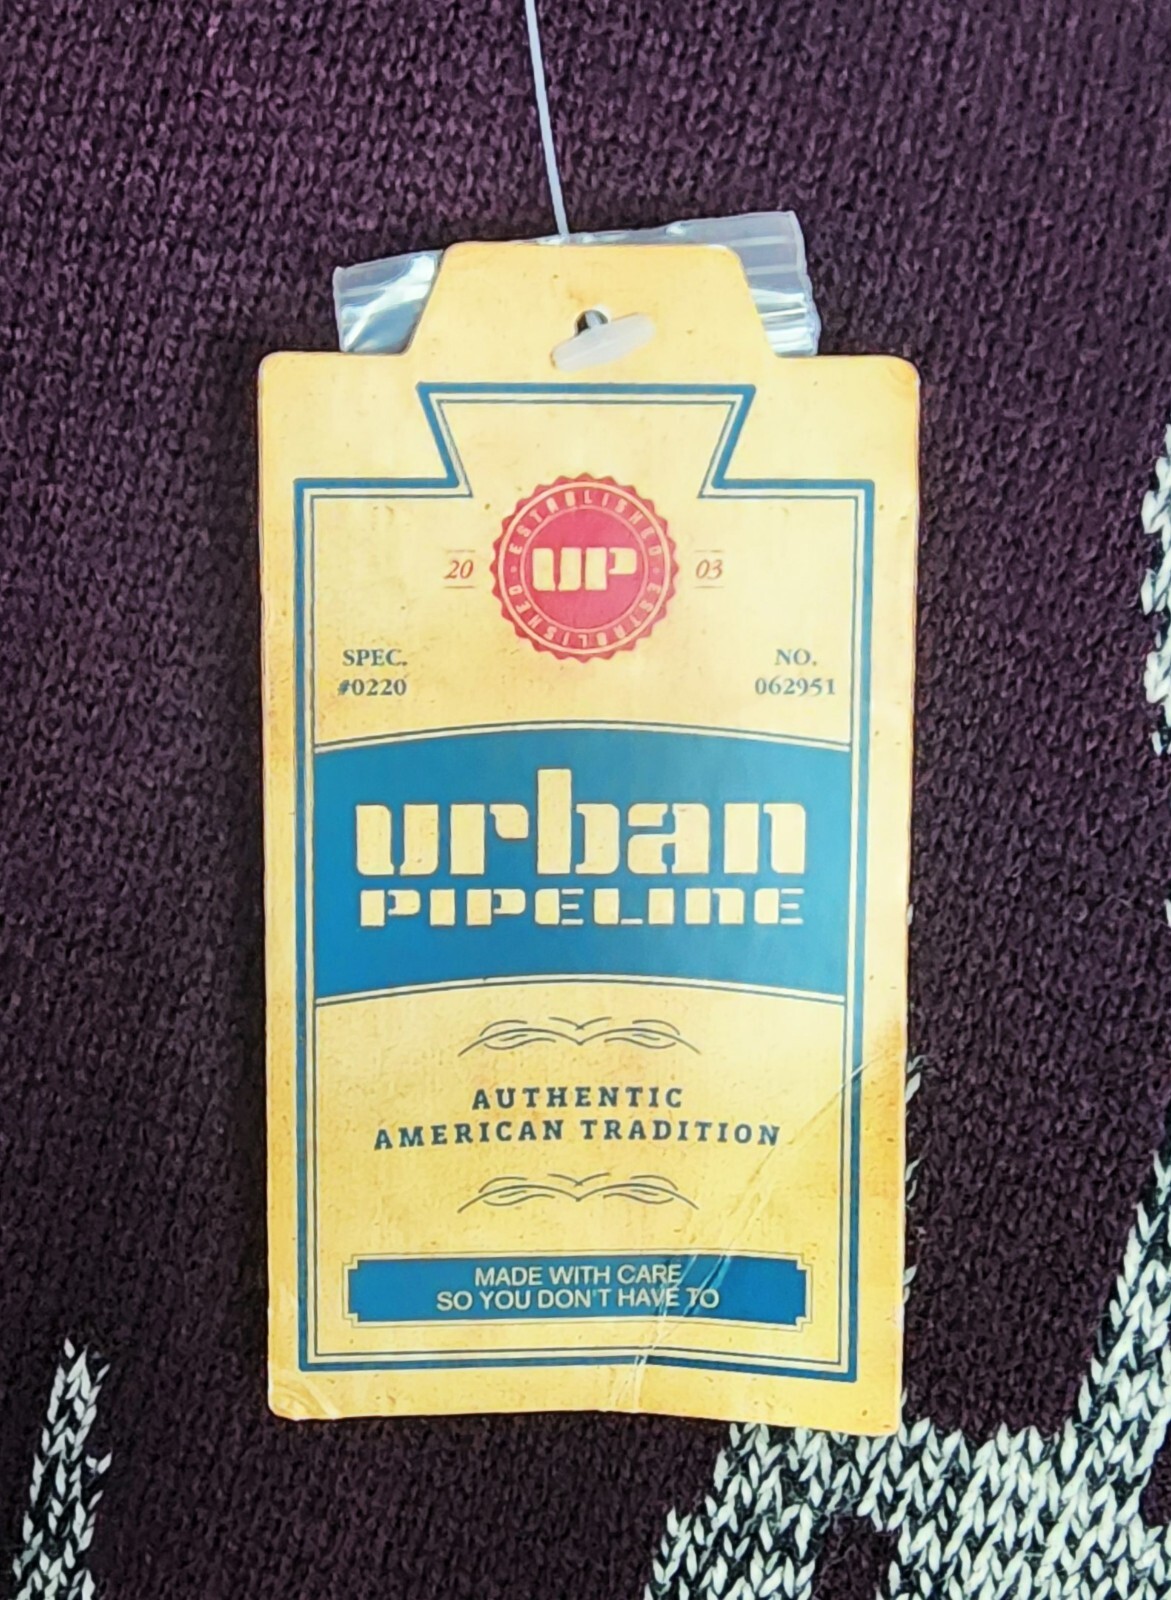 ESTABLISHED · ESTABLISHED ·
UP
20 03
SPEC. NO.
#0220 062951
urban
PIPELINE
AUTHENTIC
AMERICAN TRADITION
MADE WITH CARE
SO YOU DON'T HAVE TO